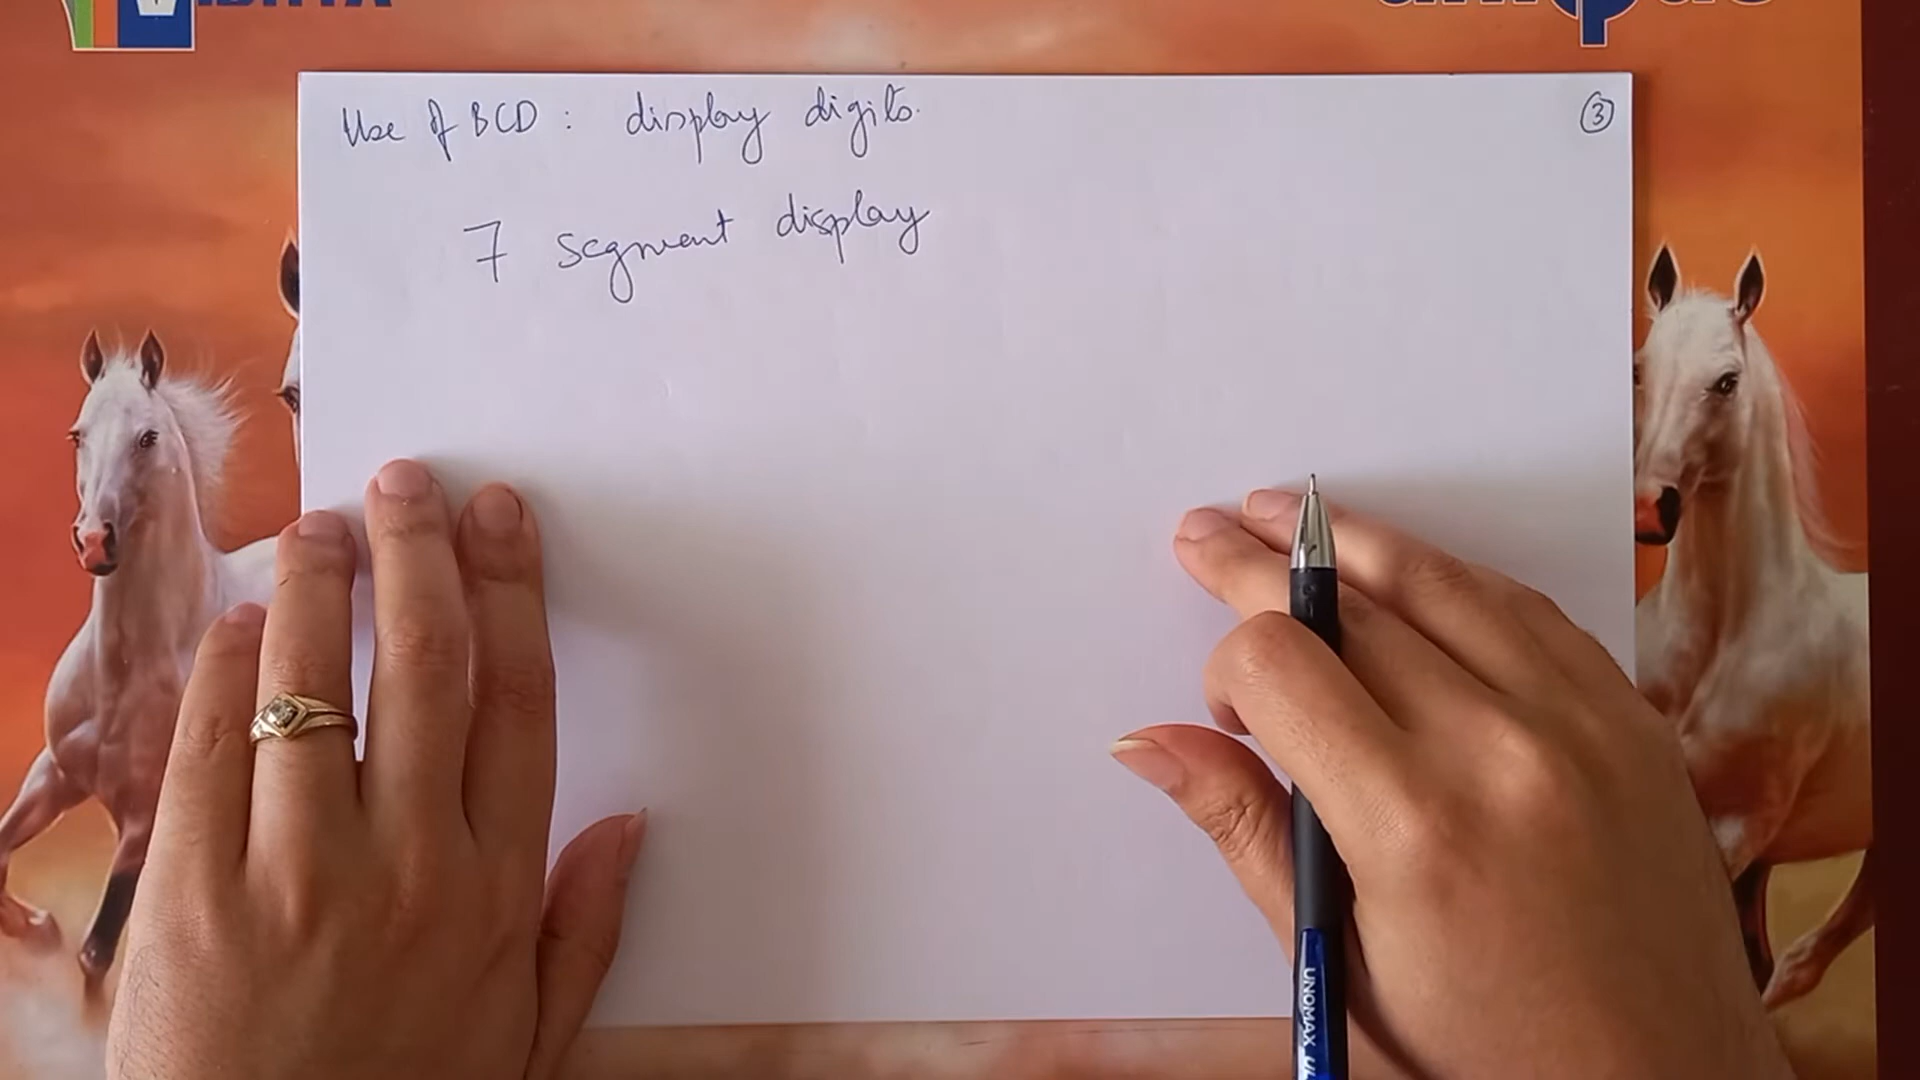 Use of BCD : display digits.
③
7 segment display
UNOMAX